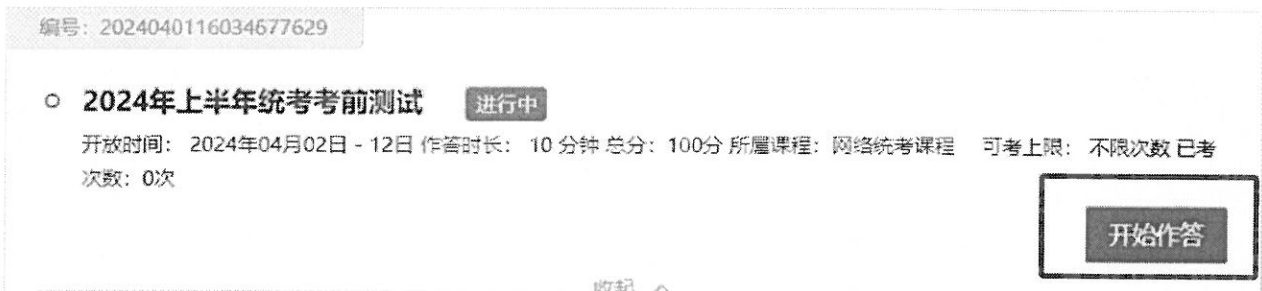 编号：2024040116034677629
2024年上半年统考考前测试 进行中
开放时间： 2024年04月02日 - 12日 作答时长： 10 分钟 总分：100分 所属课程：网络统考课程 可考上限： 不限次数 已考
次数：0次
开始作答
收起